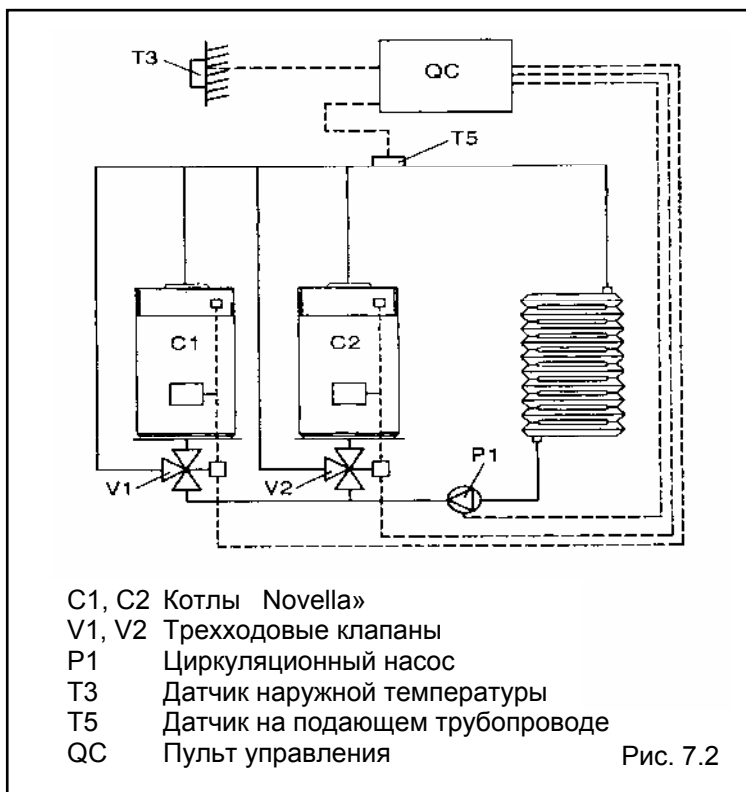 T3
QC
T5
C1
C2
P1
V1
V2
C1, C2 Котлы Novella»
V1, V2 Трехходовые клапаны
P1 Циркуляционный насос
T3 Датчик наружной температуры
T5 Датчик на подающем трубопроводе
QC Пульт управления
Рис. 7.2